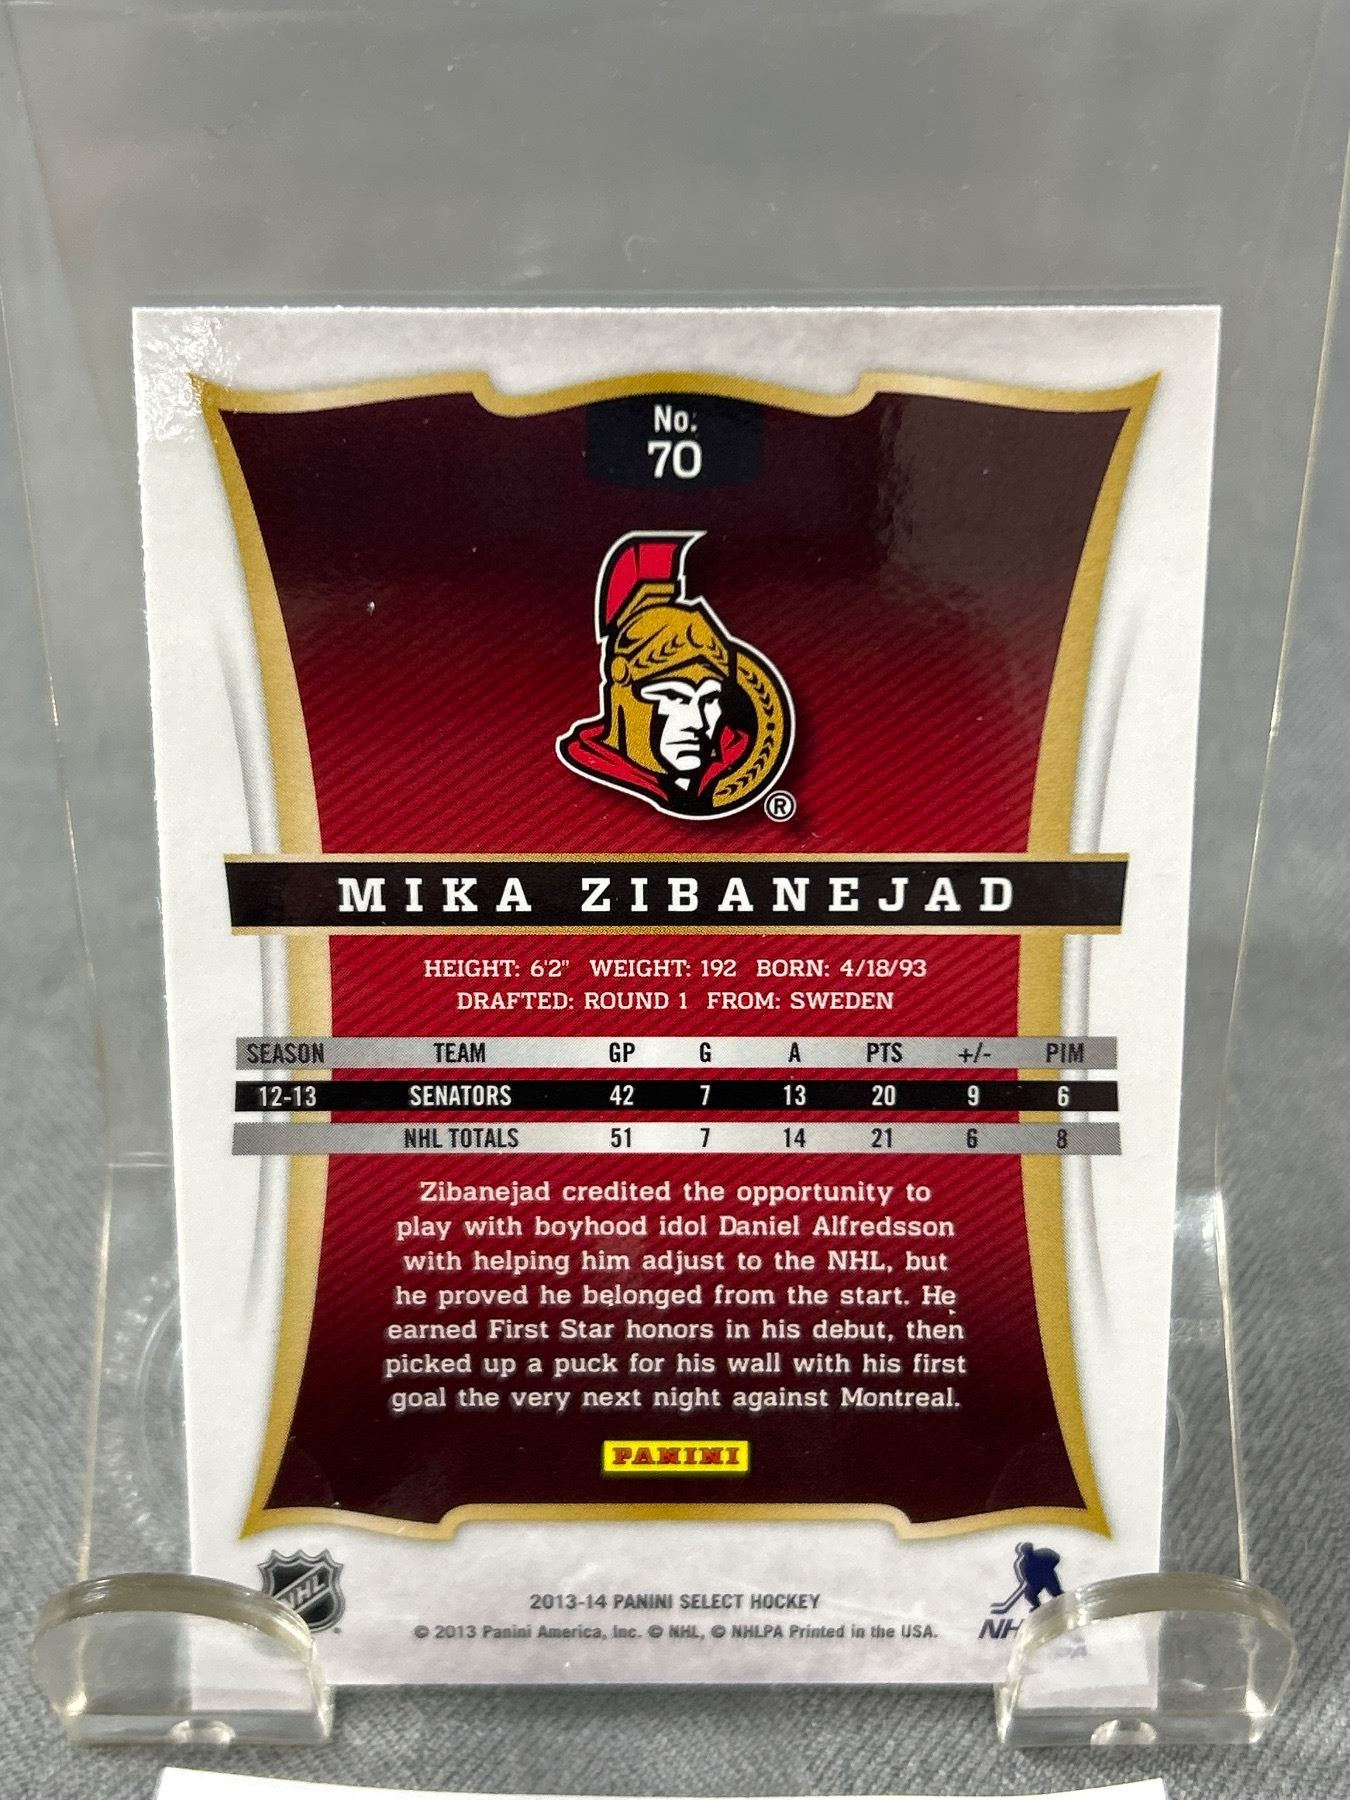 No:
70
®
MIKA ZIBANEJAD
HEIGHT: 6'2" WEIGHT: 192 BORN: 4/18/93
DRAFTED: ROUND 1 FROM: SWEDEN
SEASON TEAM GP G A PTS +/- PIM
12-13 SENATORS 42 7 13 20 9 6
NHL TOTALS 51 7 14 21 6 8
Zibanejad credited the opportunity to
play with boyhood idol Daniel Alfredsson
with helping him adjust to the NHL, but
he proved he belonged from the start. He
earned First Star honors in his debut, then
picked up a puck for his wall with his first
goal the very next night against Montreal.
PANINI
NHL
2013-14 PANINI SELECT HOCKEY
© 2013 Panini America, Inc. © NHL, © NHLPA Printed in the USA.